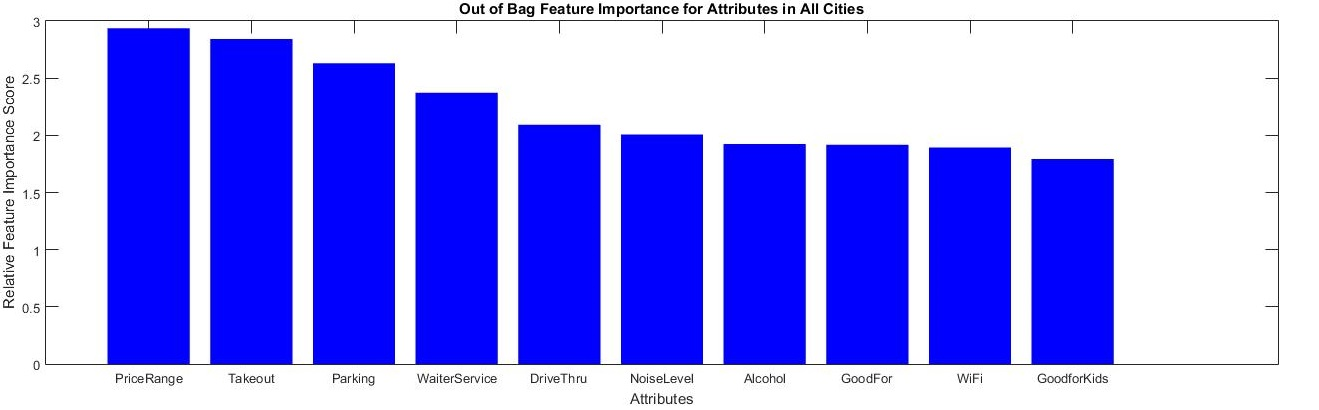 Out of Bag Feature Importance for Attributes in All Cities
Relative Feature Importance Score
3
2.5
2
1.5
1
0.5
0
PriceRange Takeout Parking WaiterService DriveThru NoiseLevel Alcohol GoodFor WiFi GoodforKids
Attributes